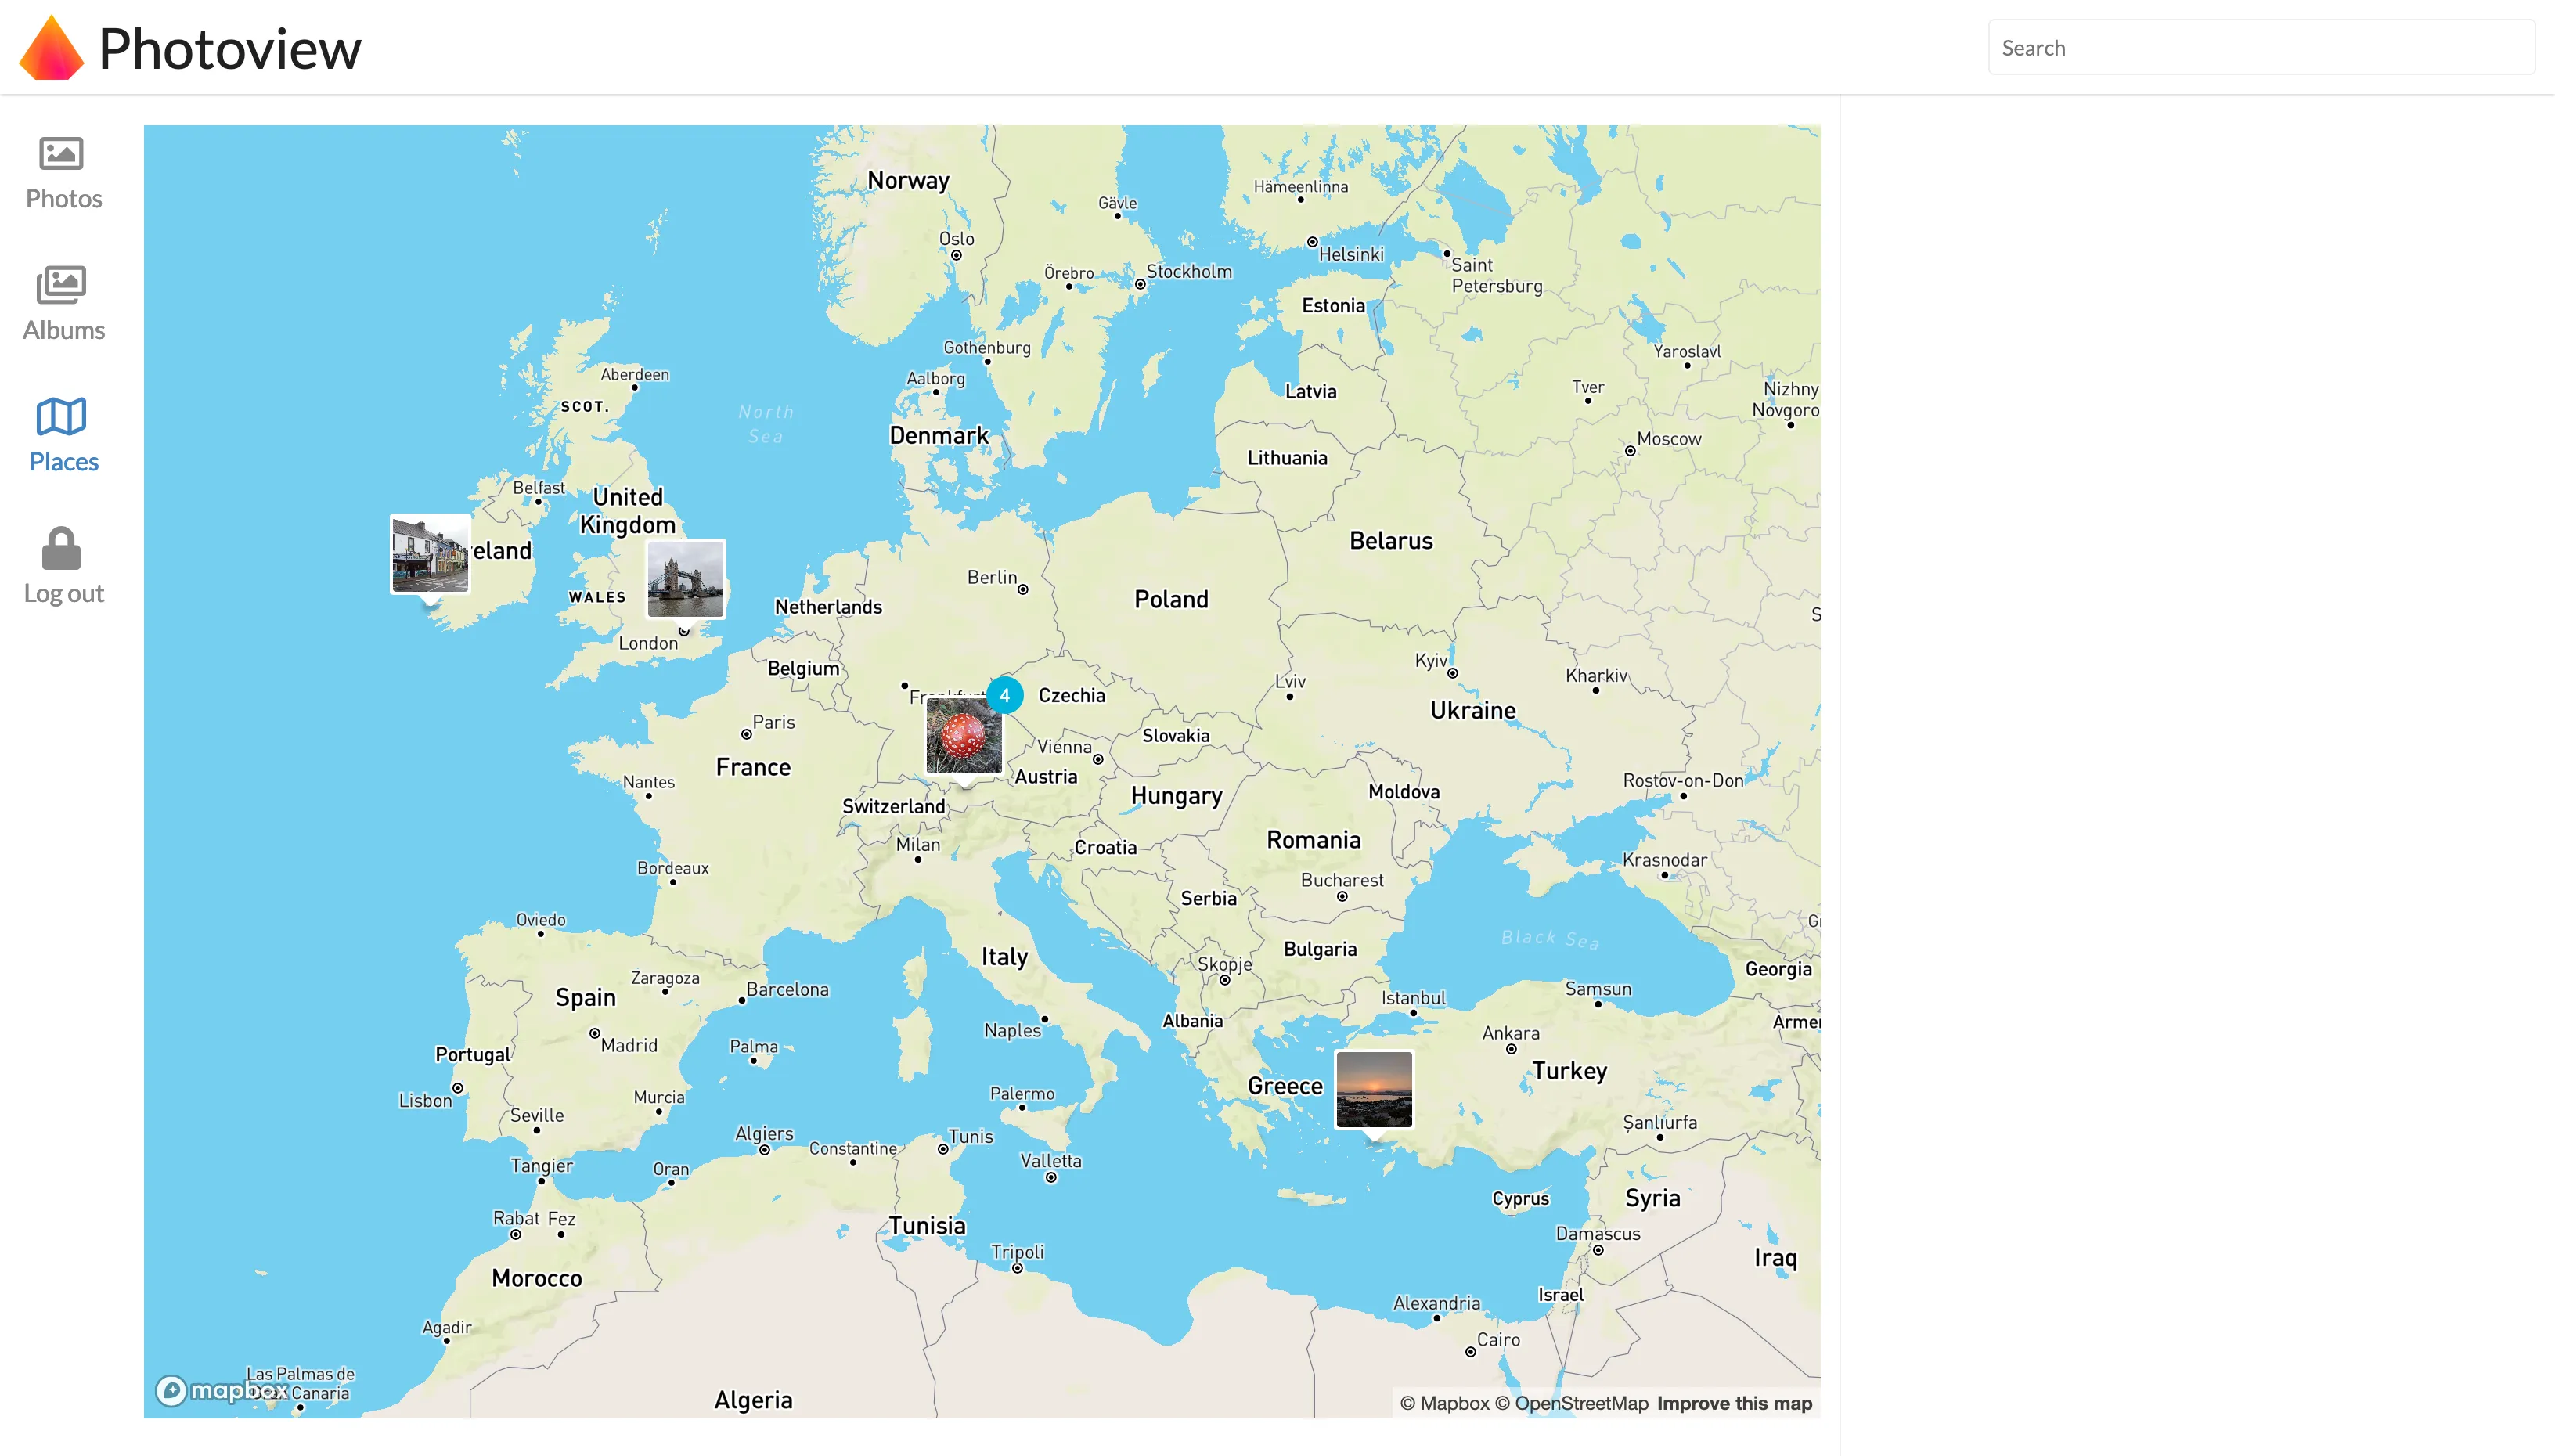 Photoview
Search
Photos
Albums
Places
Log out
Norway
Hämeenlinna
Gävle
Oslo
Helsinki
Saint
Petersburg
Örebro
Stockholm
Estonia
Gothenburg
Yaroslavl
Aberdeen
Aalborg
Tver
Nizhny
Novgoro
Latvia
SCOT.
North
Sea
Denmark
Moscow
Lithuania
Belfast
United
Kingdom
Belarus
reland
Berlin
WALES
Netherlands
Poland
S
London
Belgium
Kyiv
Kharkiv
Lviv
Frankfurt
4
Czechia
Ukraine
Paris
Slovakia
Vienna
France
Austria
Nantes
Rostov-on-Don
Switzerland
Hungary
Moldova
Milan
Romania
Croatia
Krasnodar
Bordeaux
Bucharest
Serbia
Oviedo
G
Black Sea
Bulgaria
Italy
Skopje
Georgia
Zaragoza
Barcelona
Spain
Istanbul
Samsun
Albania
Armer
Naples
Ankara
Madrid
Palma
Portugal
Turkey
Greece
Lisbon
Murcia
Palermo
Seville
Şanlıurfa
Algiers
Constantine
Tunis
Tangier
Oran
Valletta
Cyprus
Syria
Rabat
Fez
Tunisia
Damascus
Tripoli
Iraq
Morocco
Israel
Alexandria
Agadir
Cairo
Las Palmas de
Canaria
mapbox
Algeria
© Mapbox © OpenStreetMap Improve this map